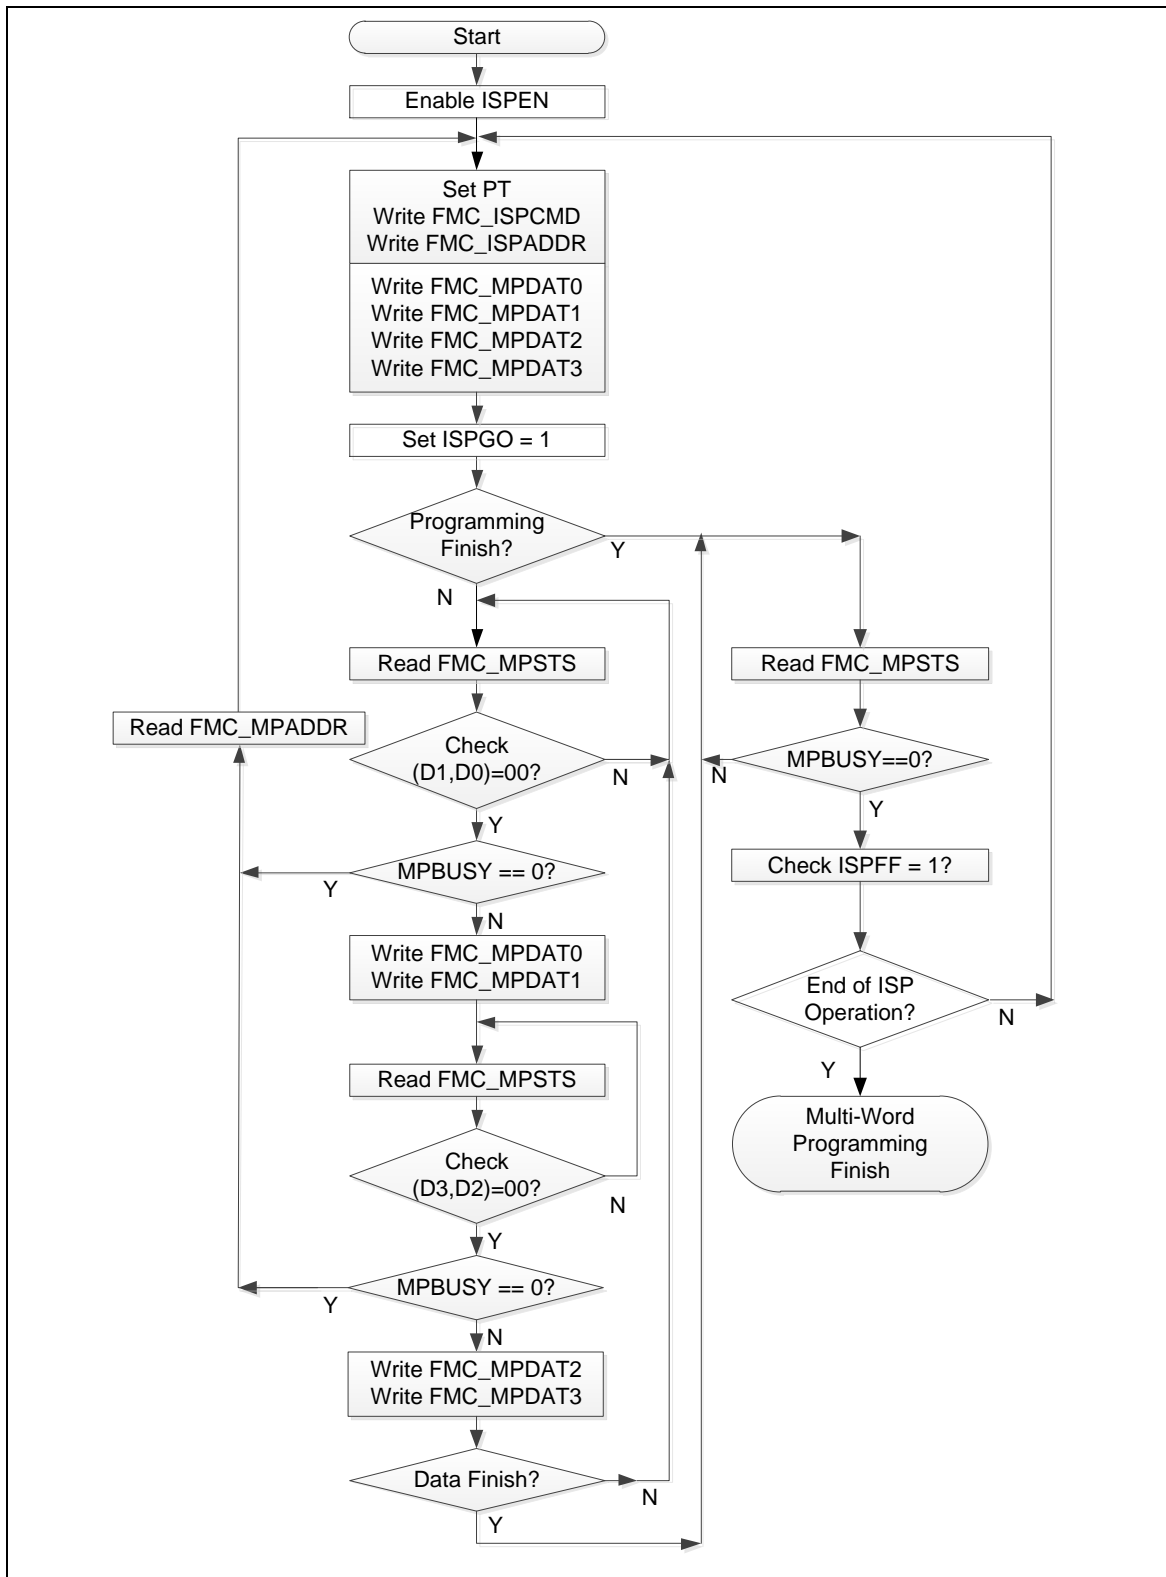 Start
Enable ISPEN
Set PT
Write FMC_ISPCMD
Write FMC_ISPADDR
Write FMC_MPDAT0
Write FMC_MPDAT1
Write FMC_MPDAT2
Write FMC_MPDAT3
Set ISPGO = 1
Programming
Finish?
Y
N
Read FMC_MPSTS
Read FMC_MPSTS
Read FMC_MPADDR
Check
(D1,D0)=00?
N
MPBUSY==0?
N
Y
Y
MPBUSY == 0?
Y
N
Check ISPFF = 1?
Write FMC_MPDAT0
Write FMC_MPDAT1
End of ISP
Operation?
N
Y
Read FMC_MPSTS
Multi-Word
Programming
Finish
Check
(D3,D2)=00?
N
Y
MPBUSY == 0?
Y
N
Write FMC_MPDAT2
Write FMC_MPDAT3
Data Finish?
N
Y